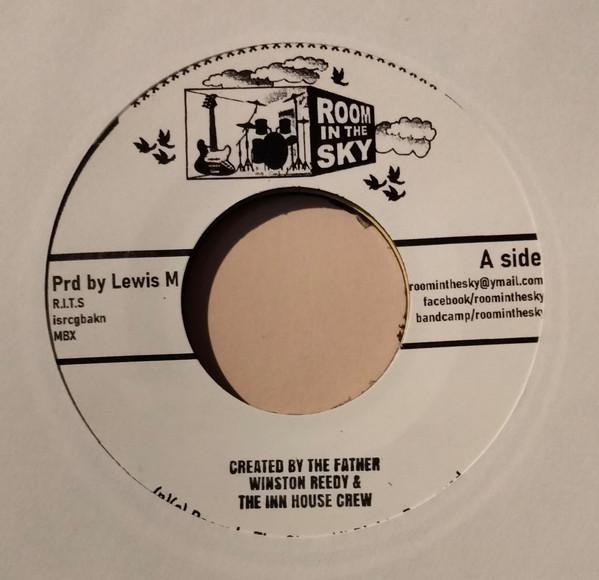 ROOM
IN THE
SKY
Prd by Lewis M
R.I.T.S
isrcgbakn
MBX
A side
roominthesky@ymail.com
facebook/roominthesky
bandcamp/roominthesk
CREATED BY THE FATHER
WINSTON REEDY &
THE INN HOUSE CREW